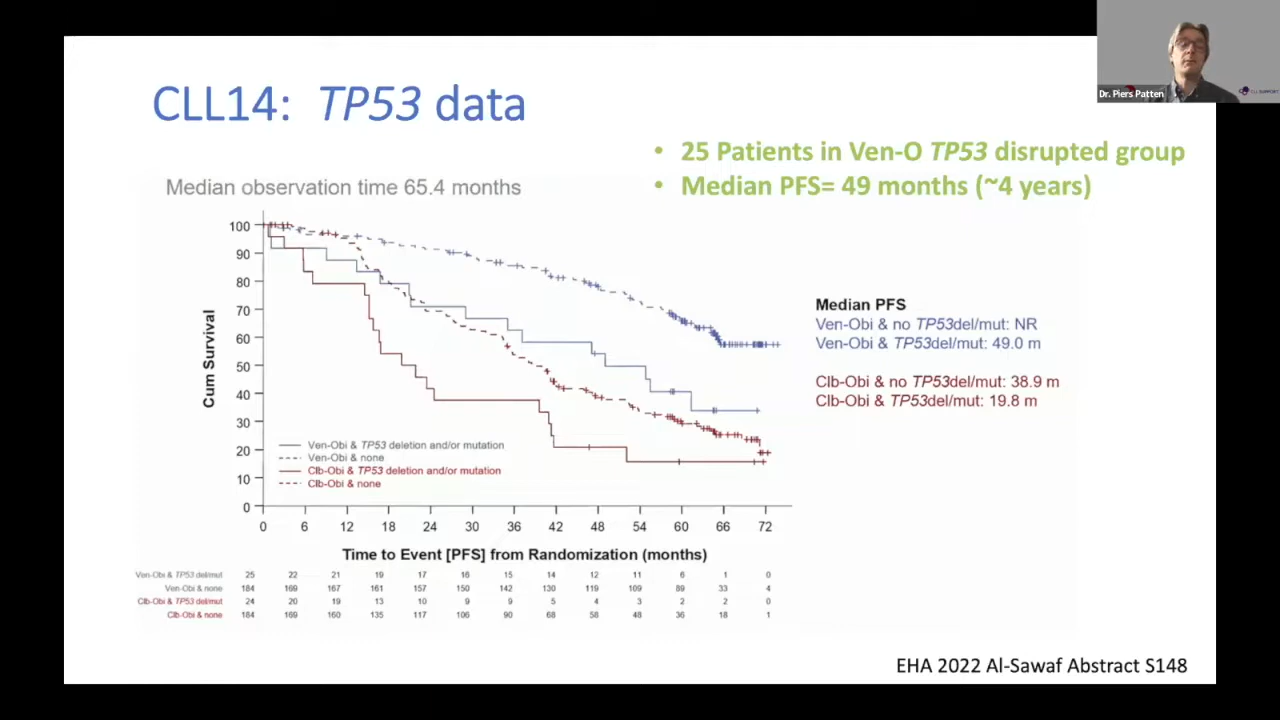 Dr. Piers Patten
CLL SUPPORT
CLL14: TP53 data
• 25 Patients in Ven-O TP53 disrupted group
• Median PFS= 49 months (~4 years)
Median observation time 65.4 months
Cum Survival
100
90
80
70
60
50
40
30
20
10
0
Ven-Obi & TP53 deletion and/or mutation
Ven-Obi & none
Clb-Obi & TP53 deletion and/or mutation
Clb-Obi & none
0 6 12 18 24 30 36 42 48 54 60 66 72
Time to Event [PFS] from Randomization (months)
Median PFS
Ven-Obi & no TP53del/mut: NR
Ven-Obi & TP53del/mut: 49.0 m
Clb-Obi & no TP53del/mut: 38.9 m
Clb-Obi & TP53del/mut: 19.8 m
Ven-Obi & TP53 del/mut 25 22 21 19 17 16 15 14 12 11 6 1 0
Ven-Obi & none 184 169 167 161 157 150 142 130 119 109 89 33 4
Clb-Obi & TP53 del/mut 24 20 19 13 10 9 9 5 4 3 2 2 0
Clb-Obi & none 184 169 160 135 117 106 90 68 58 48 36 18 1
EHA 2022 Al-Sawaf Abstract S148